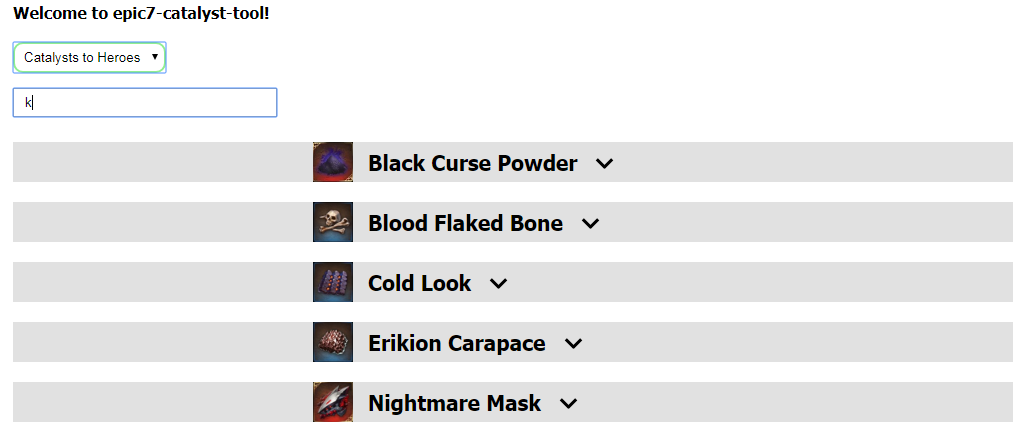 Welcome to epic7-catalyst-tool!
Catalysts to Heroes
k
Black Curse Powder
Blood Flaked Bone
Cold Look
Erikion Carapace
Nightmare Mask